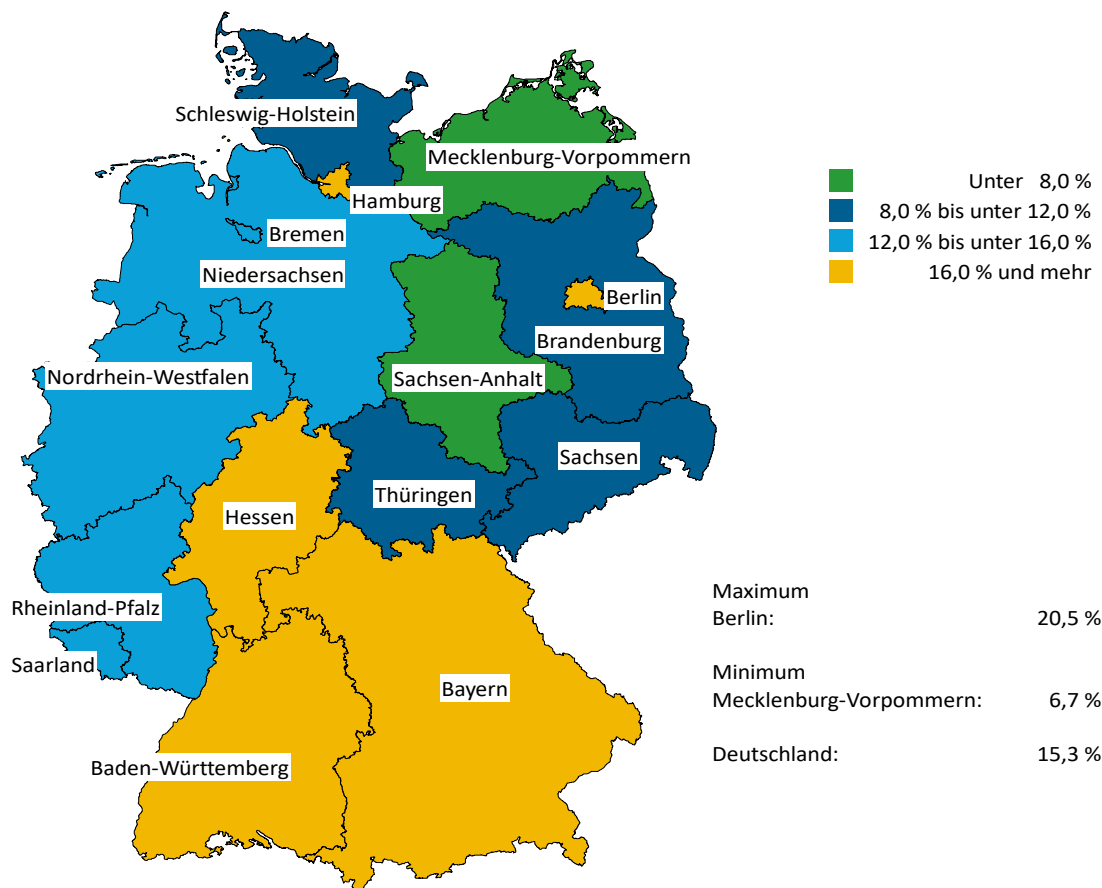 Schleswig-Holstein
Mecklenburg-Vorpommern
Hamburg
Bremen
Niedersachsen
Berlin
Brandenburg
Nordrhein-Westfalen
Sachsen-Anhalt
Sachsen
Thüringen
Hessen
Rheinland-Pfalz
Saarland
Bayern
Baden-Württemberg
Unter 8,0 %
8,0 % bis unter 12,0 %
12,0 % bis unter 16,0 %
16,0 % und mehr
Maximum
Berlin: 20,5 %
Minimum
Mecklenburg-Vorpommern: 6,7 %
Deutschland: 15,3 %